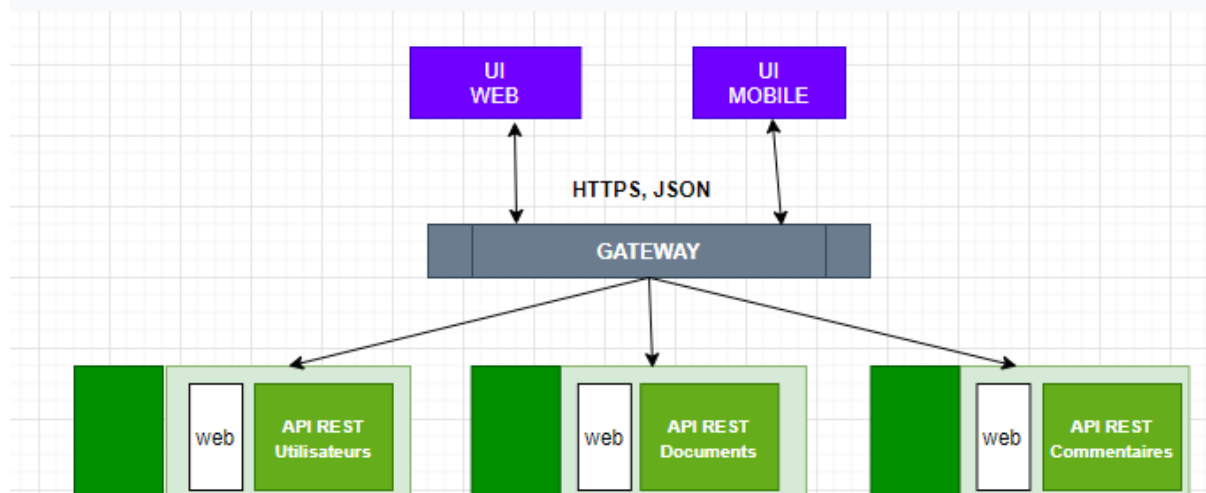 UI
WEB
UI
MOBILE
HTTPS, JSON
GATEWAY
web
API REST
Utilisateurs
web
API REST
Documents
web
API REST
Commentaires